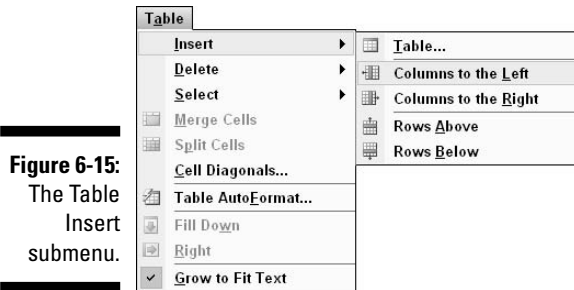 Table
Insert
Delete
Select
Merge Cells
Split Cells
Cell Diagonals...
Table AutoFormat...
Fill Down
Right
Grow to Fit Text
Table...
Columns to the Left
Columns to the Right
Rows Above
Rows Below
Figure 6-15:
The Table
Insert
submenu.